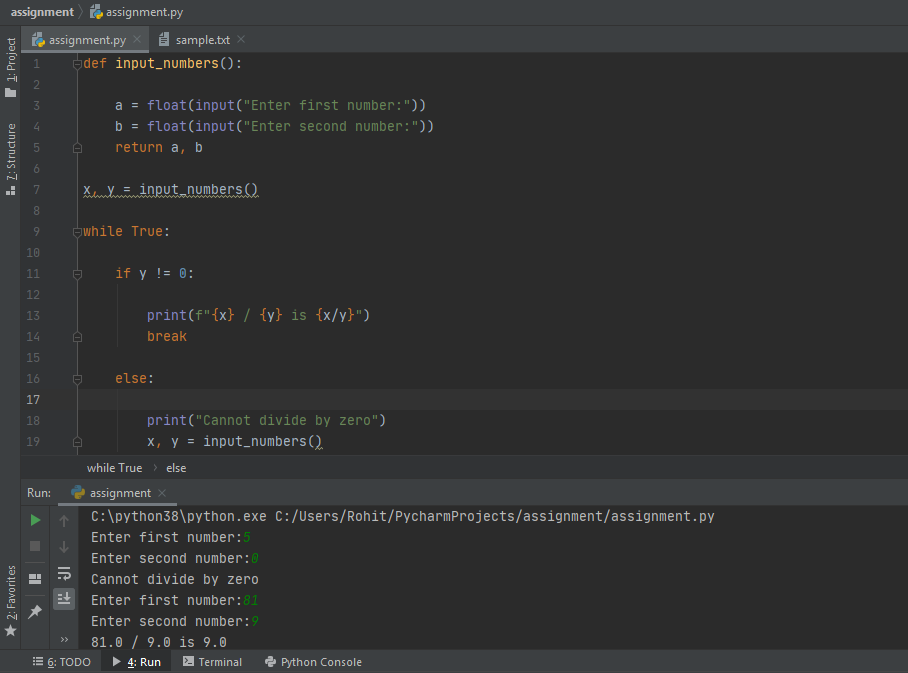 assignment assignment.py
assignment.py sample.txt
1: Project
7: Structure
2: Favorites
1 def input_numbers():
2
3 a = float(input("Enter first number:"))
4 b = float(input("Enter second number:"))
5 return a, b
6
7 x, y = input_numbers()
8
9 while True:
10
11 if y != 0:
12
13 print(f"{x} / {y} is {x/y}")
14 break
15
16 else:
17
18 print("Cannot divide by zero")
19 x, y = input_numbers()
while True › else
Run: assignment
C:\python38\python.exe C:/Users/Rohit/PycharmProjects/assignment/assignment.py
Enter first number:5
Enter second number:0
Cannot divide by zero
Enter first number:81
Enter second number:9
81.0 / 9.0 is 9.0
6: TODO 4: Run Terminal Python Console